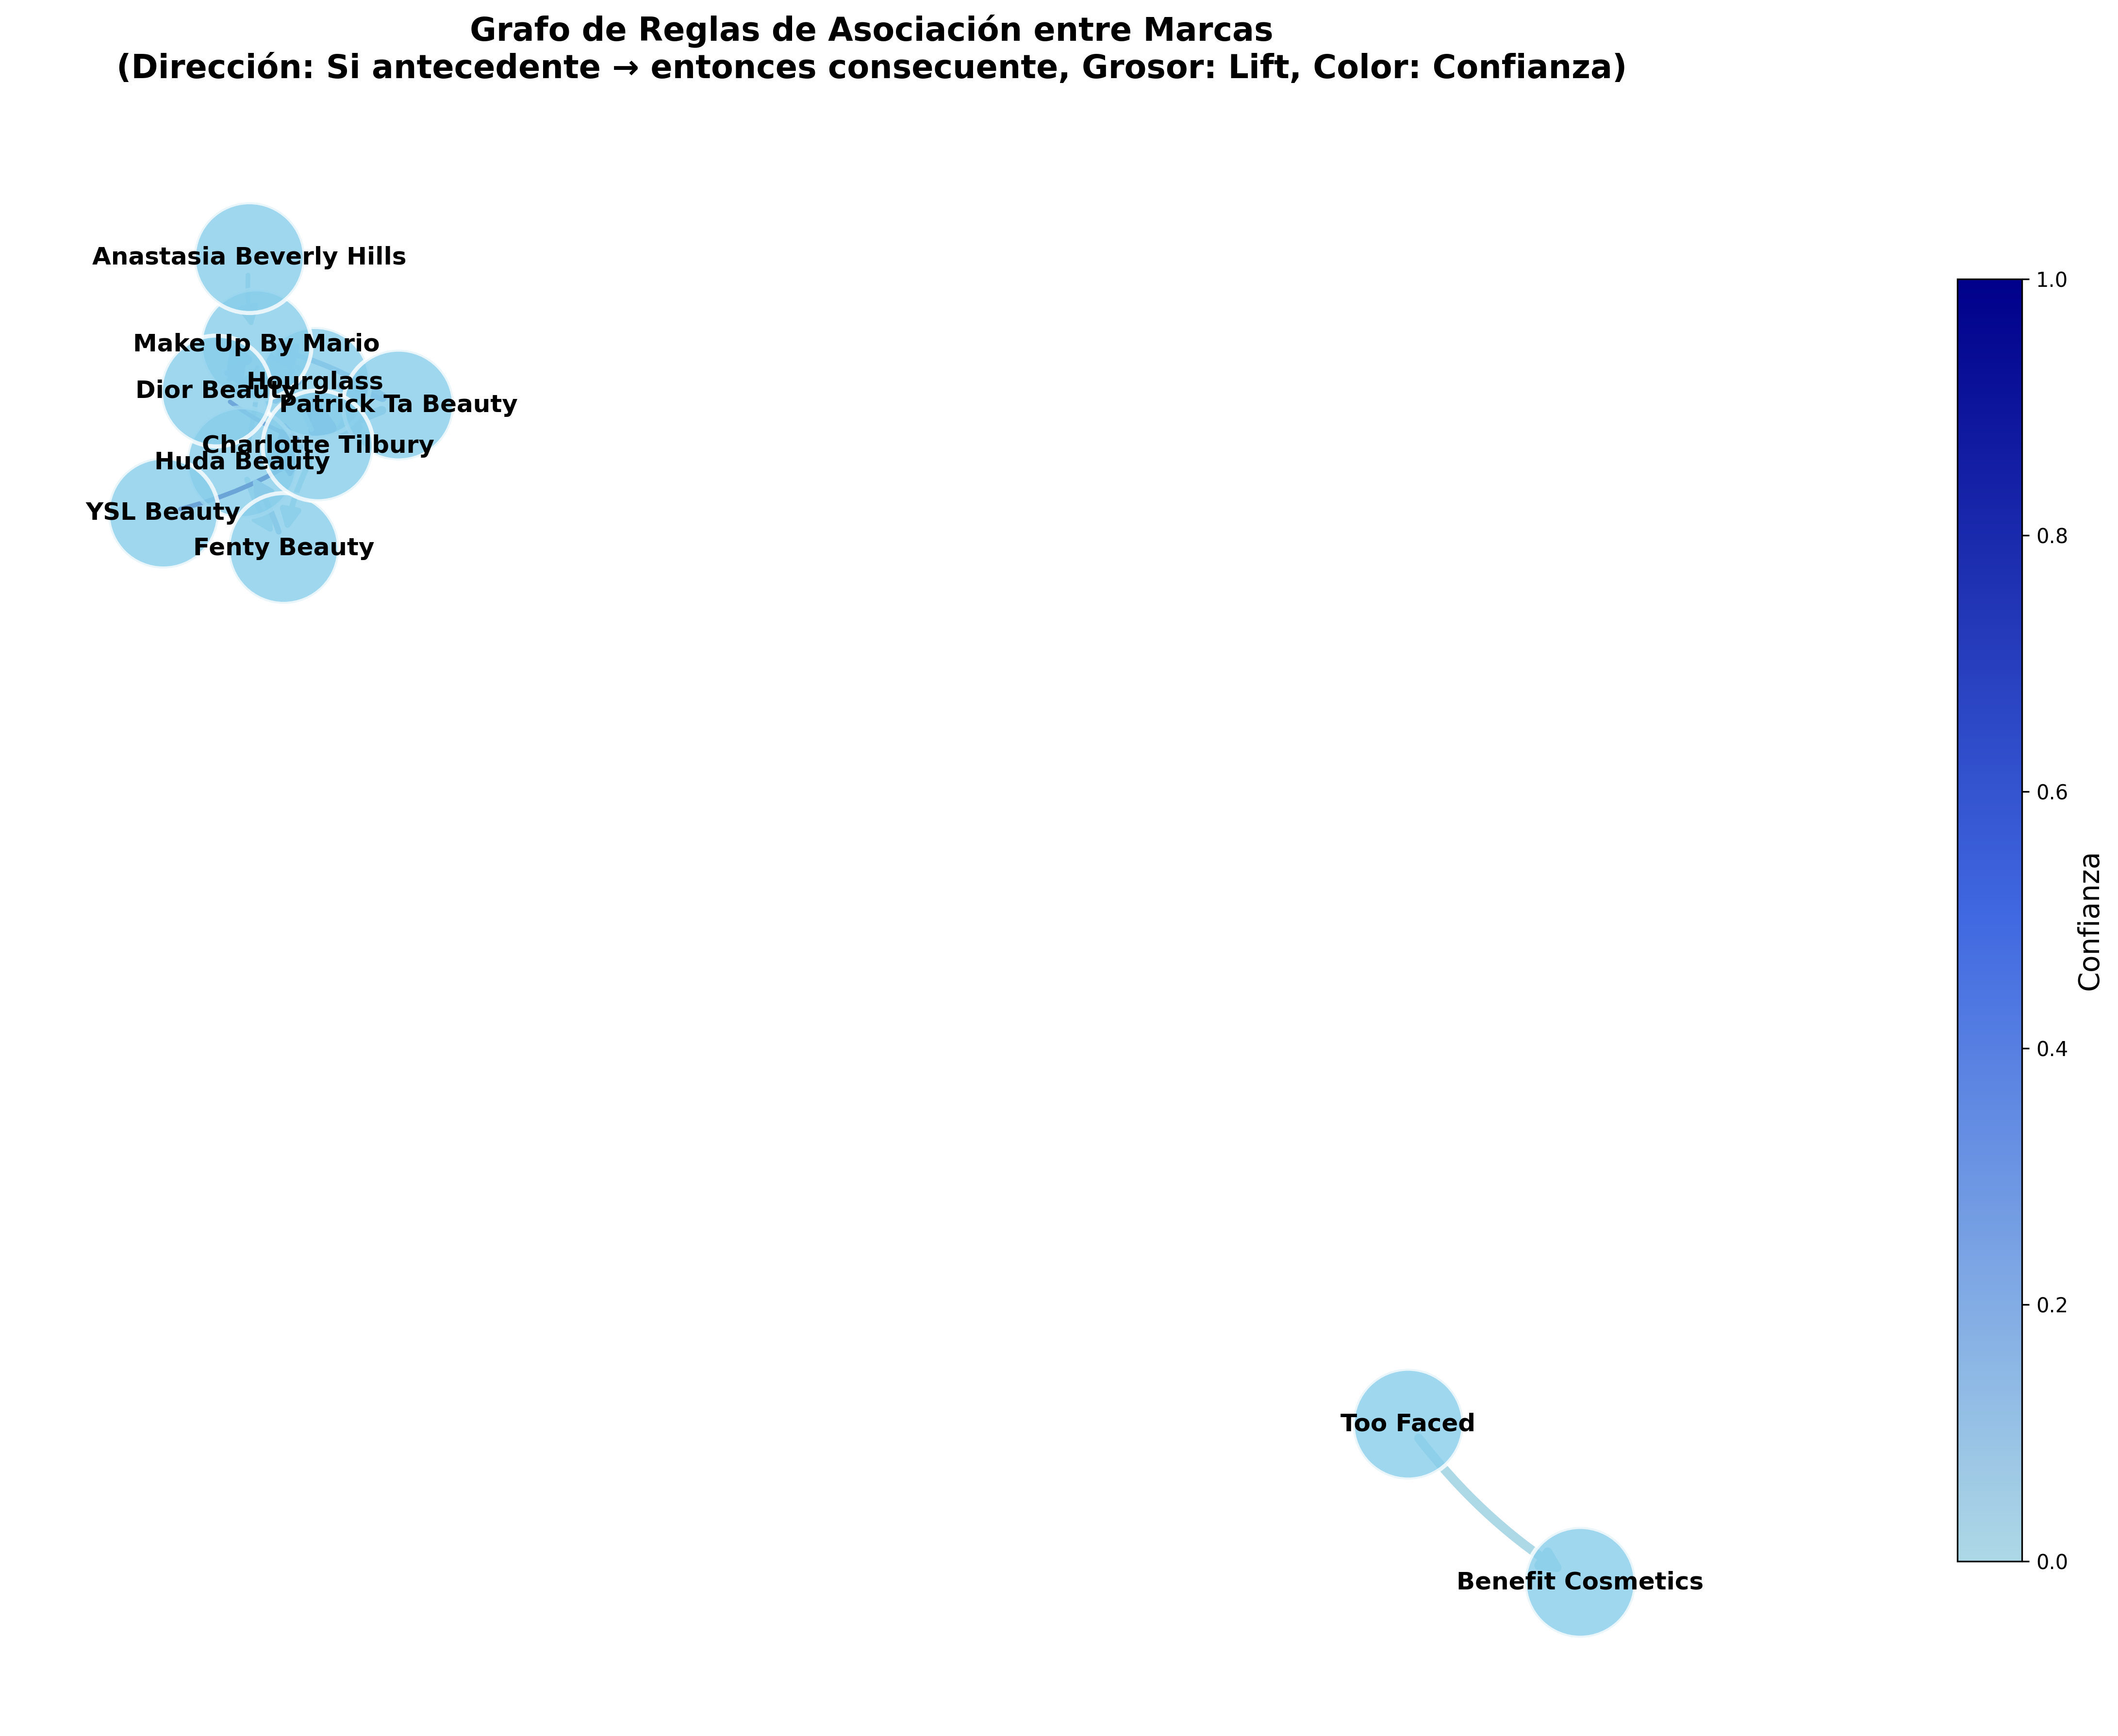 Grafo de Reglas de Asociación entre Marcas
(Dirección: Si antecedente → entonces consecuente, Grosor: Lift, Color: Confianza)
Anastasia Beverly Hills
Make Up By Mario
Hourglass
Dior Beauty
Patrick Ta Beauty
Charlotte Tilbury
Huda Beauty
YSL Beauty
Fenty Beauty
Too Faced
Benefit Cosmetics
1.0
0.8
0.6
0.4
0.2
0.0
Confianza